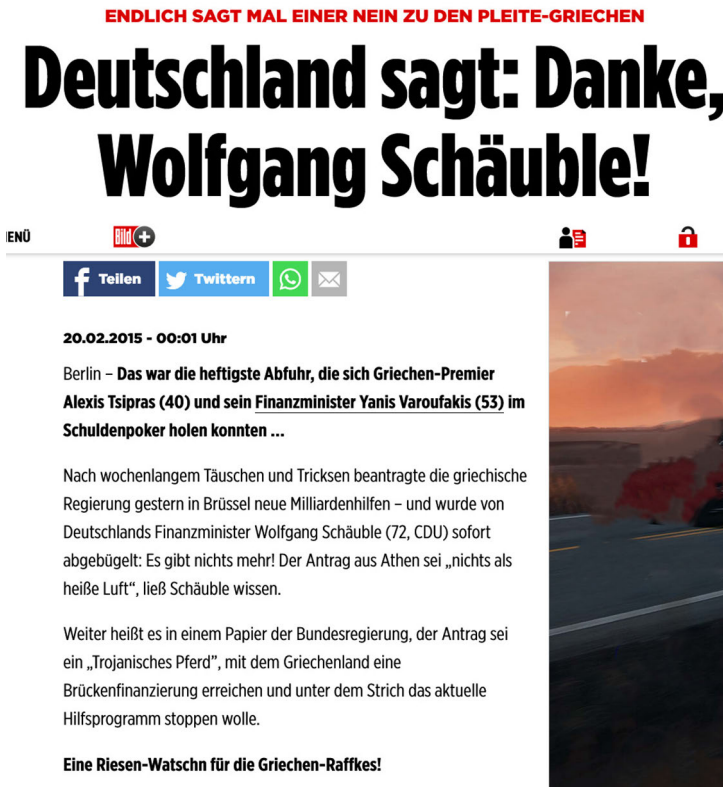 ENDLICH SAGT MAL EINER NEIN ZU DEN PLEITE-GRIECHEN
Deutschland sagt: Danke,
Wolfgang Schäuble!
ENÜ
Bild +
Teilen
Twittern
20.02.2015 - 00:01 Uhr
Berlin – Das war die heftigste Abfuhr, die sich Griechen-Premier
Alexis Tsipras (40) und sein Finanzminister Yanis Varoufakis (53) im
Schuldenpoker holen konnten ...
Nach wochenlangem Täuschen und Tricksen beantragte die griechische
Regierung gestern in Brüssel neue Milliardenhilfen – und wurde von
Deutschlands Finanzminister Wolfgang Schäuble (72, CDU) sofort
abgebügelt: Es gibt nichts mehr! Der Antrag aus Athen sei „nichts als
heiße Luft“, ließ Schäuble wissen.
Weiter heißt es in einem Papier der Bundesregierung, der Antrag sei
ein „Trojanisches Pferd”, mit dem Griechenland eine
Brückenfinanzierung erreichen und unter dem Strich das aktuelle
Hilfsprogramm stoppen wolle.
Eine Riesen-Watschn für die Griechen-Raffkes!